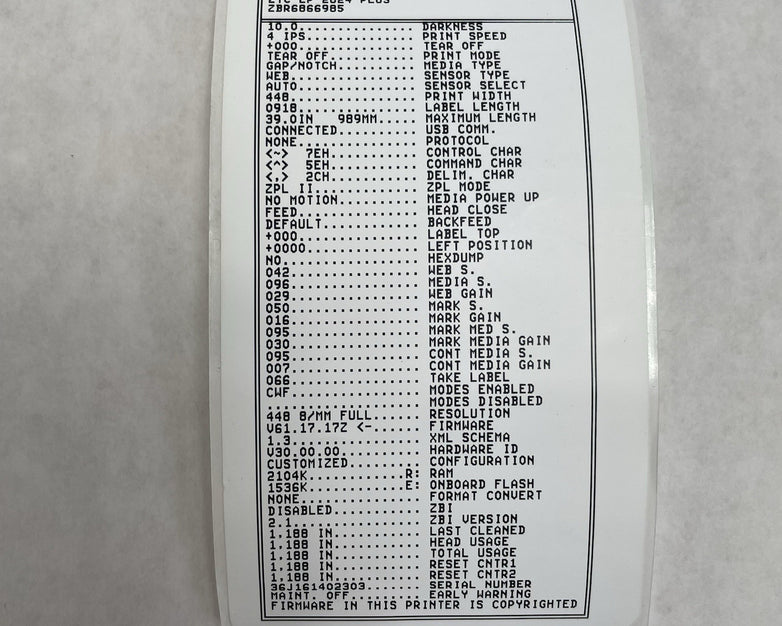 LP 2824 PLUS
ZBR6866985
10.0............... DARKNESS
4 IPS.............. PRINT SPEED
+000............... TEAR OFF
TEAR OFF........... PRINT MODE
GAP/NOTCH.......... MEDIA TYPE
WEB................ SENSOR TYPE
AUTO............... SENSOR SELECT
448................ PRINT WIDTH
0918............... LABEL LENGTH
39.0IN   989MM..... MAXIMUM LENGTH
CONNECTED.......... USB COMM.
NONE............... PROTOCOL
<~>  7EH........... CONTROL CHAR
<^>  5EH........... COMMAND CHAR
<,>  2CH........... DELIM. CHAR
ZPL II............. ZPL MODE
NO MOTION.......... MEDIA POWER UP
FEED............... HEAD CLOSE
DEFAULT............ BACKFEED
+000............... LABEL TOP
+0000.............. LEFT POSITION
NO................. HEXDUMP
042................ WEB S.
096................ MEDIA S.
029................ WEB GAIN
050................ MARK S.
016................ MARK GAIN
095................ MARK MED S.
030................ MARK MEDIA GAIN
095................ CONT MEDIA S.
007................ CONT MEDIA GAIN
066................ TAKE LABEL
CWF................ MODES ENABLED
................... MODES DISABLED
448 8/MM FULL...... RESOLUTION
V61.17.17Z <-...... FIRMWARE
1.3................ XML SCHEMA
V30.00.00.......... HARDWARE ID
CUSTOMIZED......... CONFIGURATION
2104K............R: RAM
1536K............E: ONBOARD FLASH
NONE............... FORMAT CONVERT
DISABLED........... ZBI
2.1................ ZBI VERSION
1,188 IN........... LAST CLEANED
1,188 IN........... HEAD USAGE
1,188 IN........... TOTAL USAGE
1,188 IN........... RESET CNTR1
1,188 IN........... RESET CNTR2
36J161402303....... SERIAL NUMBER
MAINT. OFF......... EARLY WARNING
FIRMWARE IN THIS PRINTER IS COPYRIGHTED